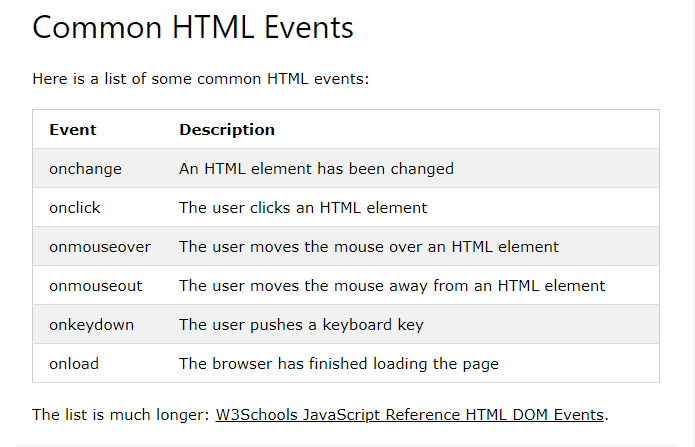 Common HTML Events
Here is a list of some common HTML events:
Event Description
onchange An HTML element has been changed
onclick The user clicks an HTML element
onmouseover The user moves the mouse over an HTML element
onmouseout The user moves the mouse away from an HTML element
onkeydown The user pushes a keyboard key
onload The browser has finished loading the page
The list is much longer: W3Schools JavaScript Reference HTML DOM Events.